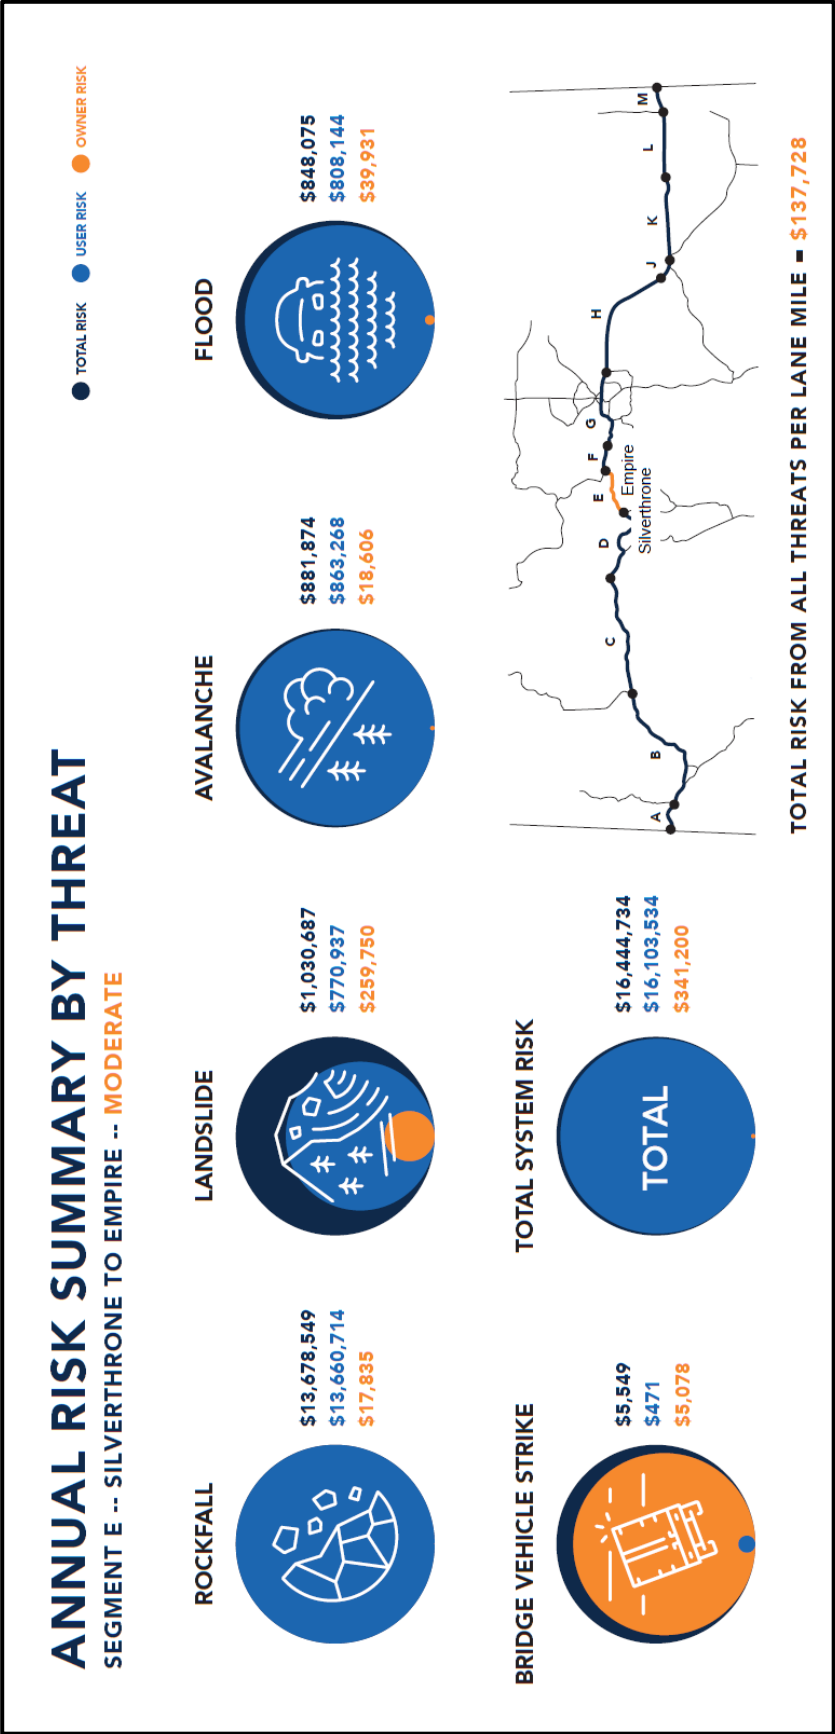 ANNUAL RISK SUMMARY BY THREAT
SEGMENT E -- SILVERTHRONE TO EMPIRE -- MODERATE
TOTAL RISK
USER RISK
OWNER RISK
ROCKFALL
$13,678,549
$13,660,714
$17,835
LANDSLIDE
$1,030,687
$770,937
$259,750
AVALANCHE
$881,874
$863,268
$18,606
FLOOD
$848,075
$808,144
$39,931
BRIDGE VEHICLE STRIKE
$5,549
$471
$5,078
TOTAL SYSTEM RISK
TOTAL
$16,444,734
$16,103,534
$341,200
A
B
C
D
E
F
G
H
J
K
L
M
Empire
Silverthrone
TOTAL RISK FROM ALL THREATS PER LANE MILE = $137,728